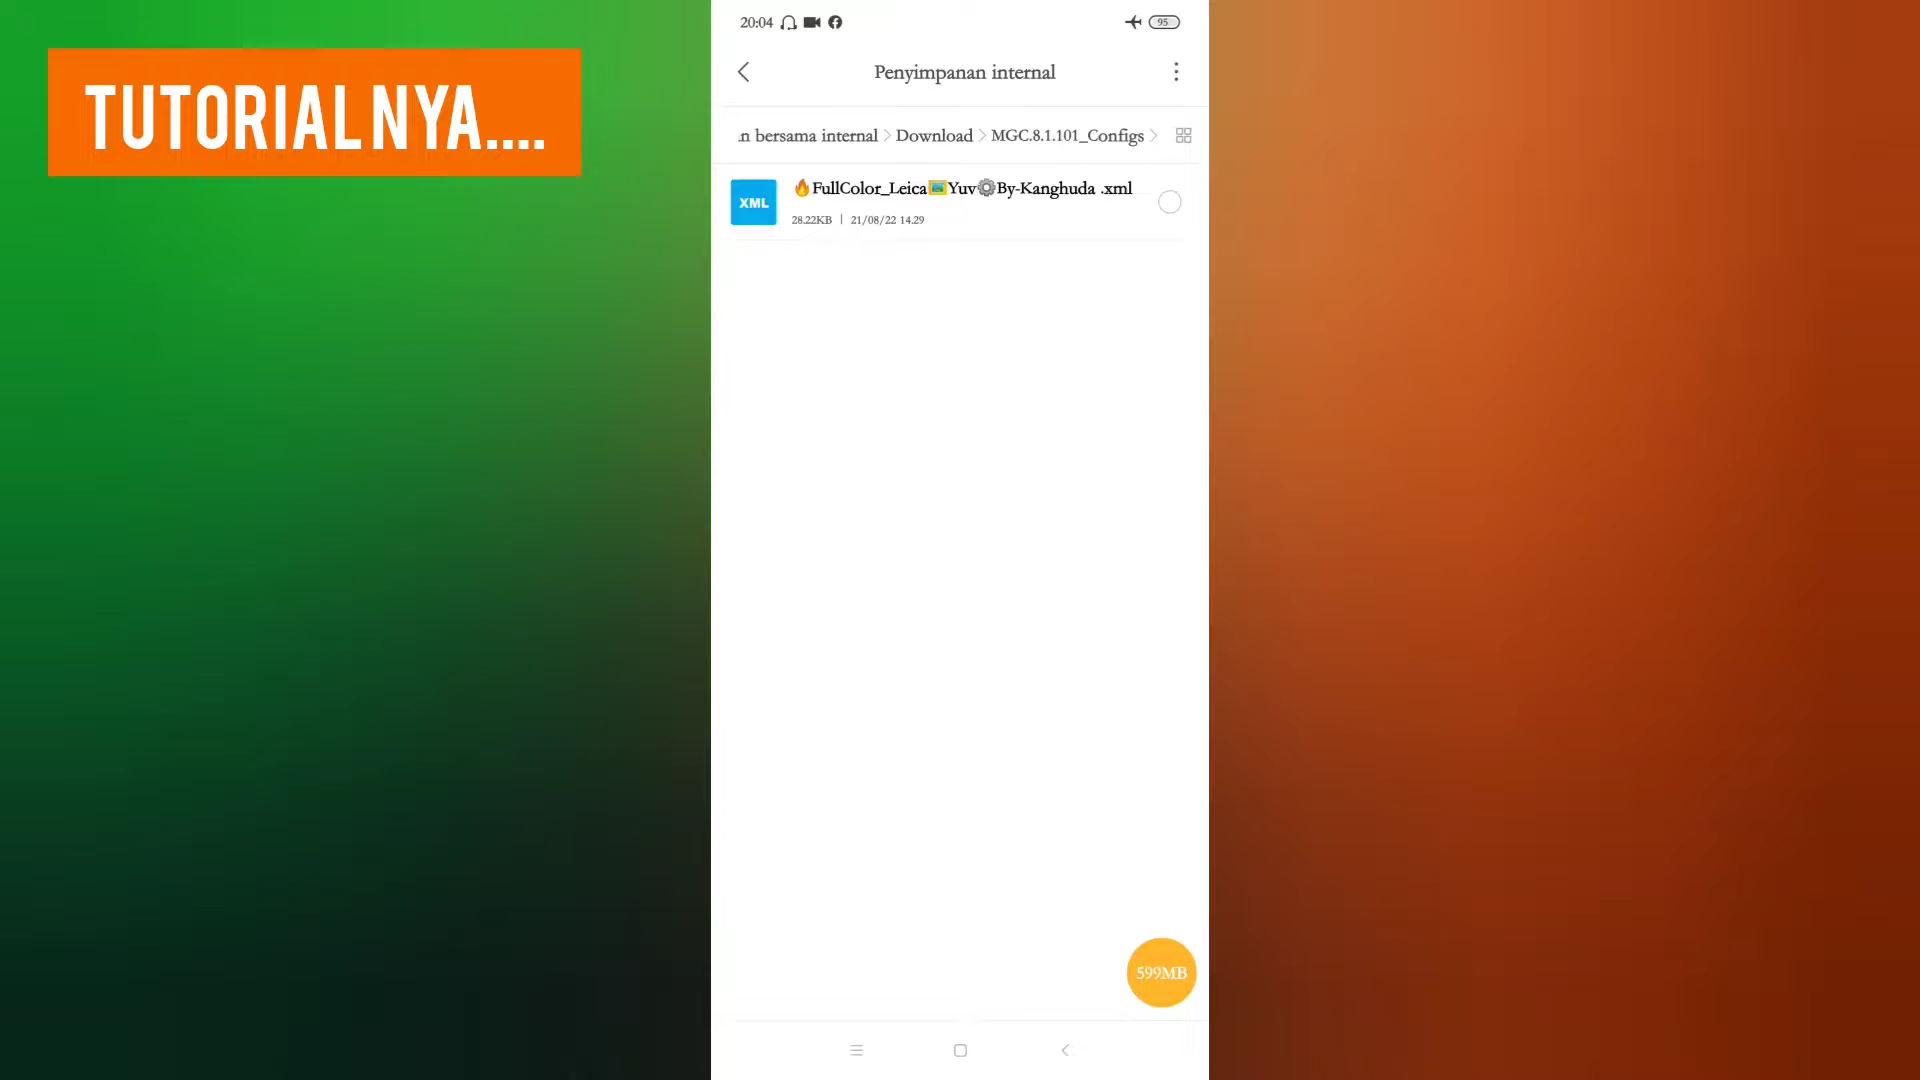 TUTORIALNYA....
20:04
95
Penyimpanan internal
n bersama internal > Download > MGC.8.1.101_Configs >
XML
🔥FullColor_Leica🖼️Yuv⚙️By-Kanghuda .xml
28.22KB | 21/08/22 14.29
599MB